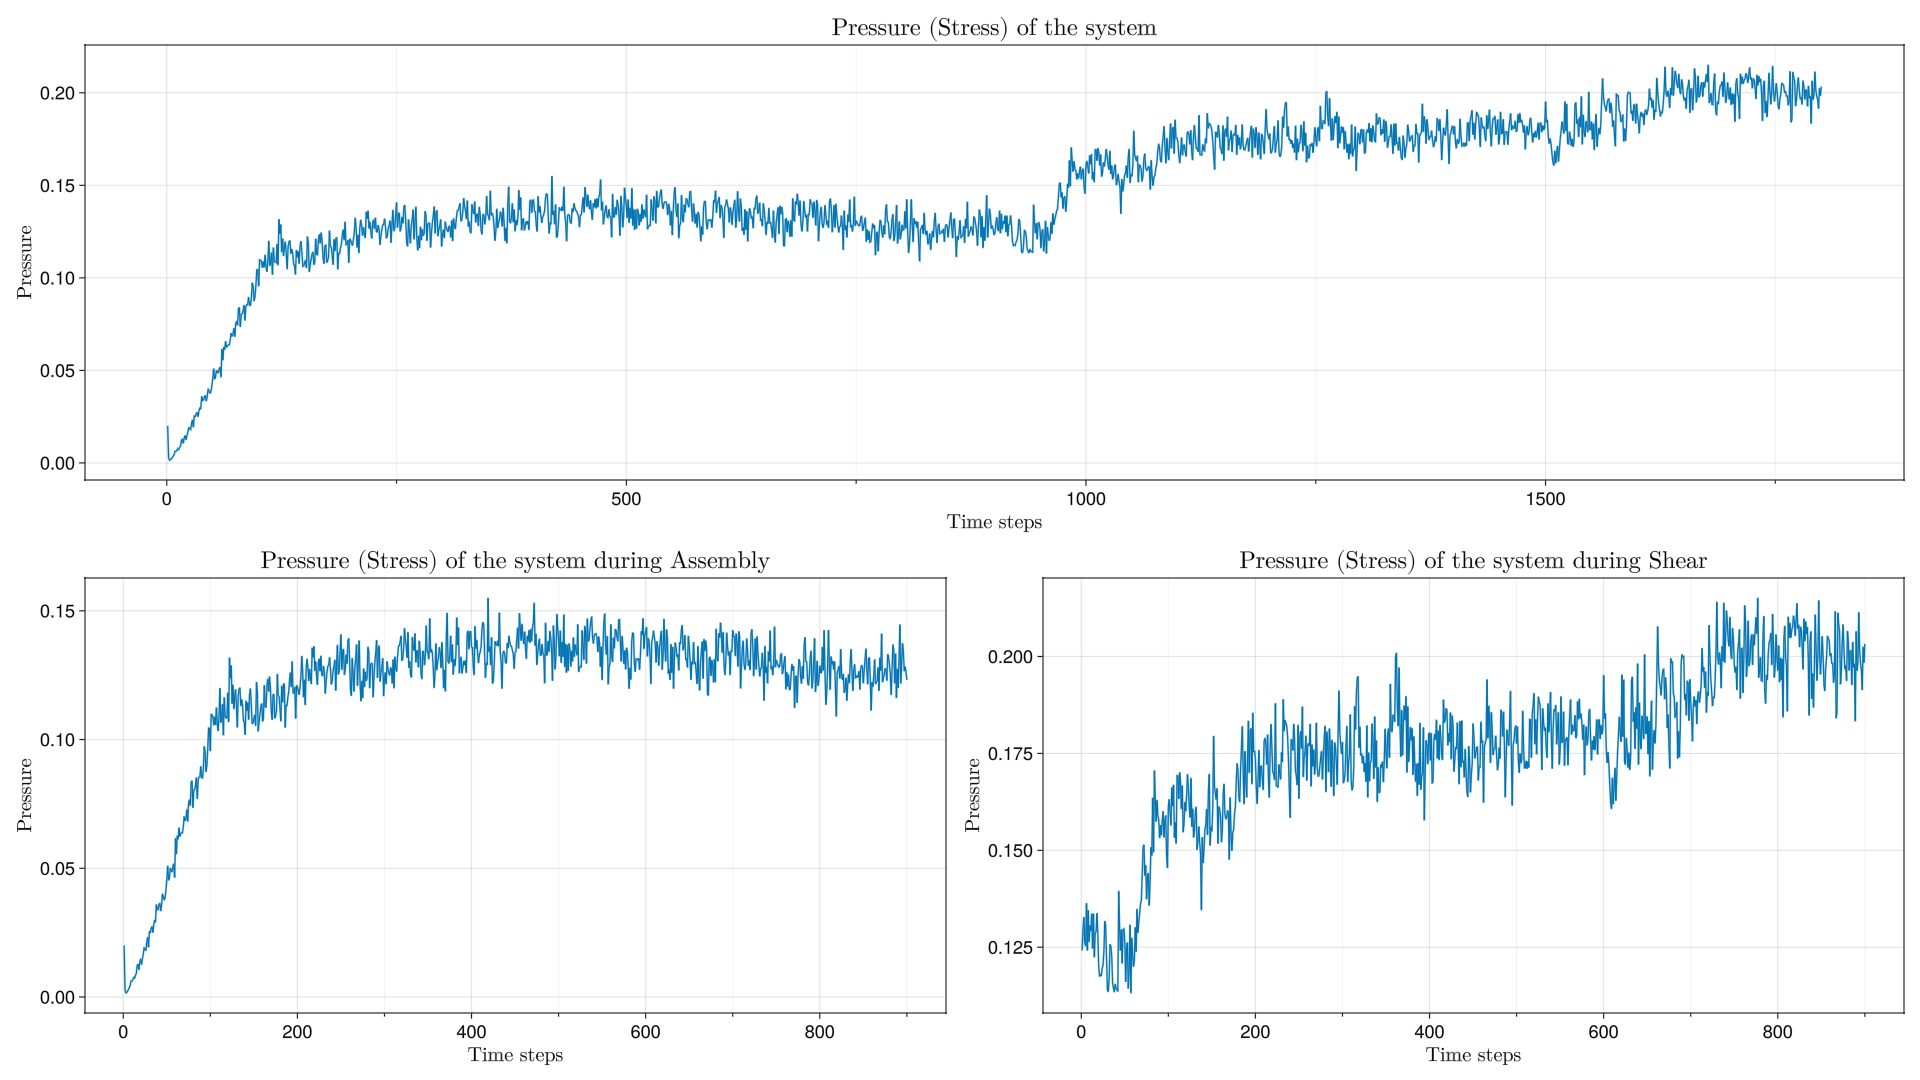 Pressure (Stress) of the system
Pressure
0.20
0.15
0.10
0.05
0.00
0 500 1000 1500
Time steps
Pressure (Stress) of the system during Assembly
Pressure
0.15
0.10
0.05
0.00
0 200 400 600 800
Time steps
Pressure (Stress) of the system during Shear
Pressure
0.200
0.175
0.150
0.125
0 200 400 600 800
Time steps